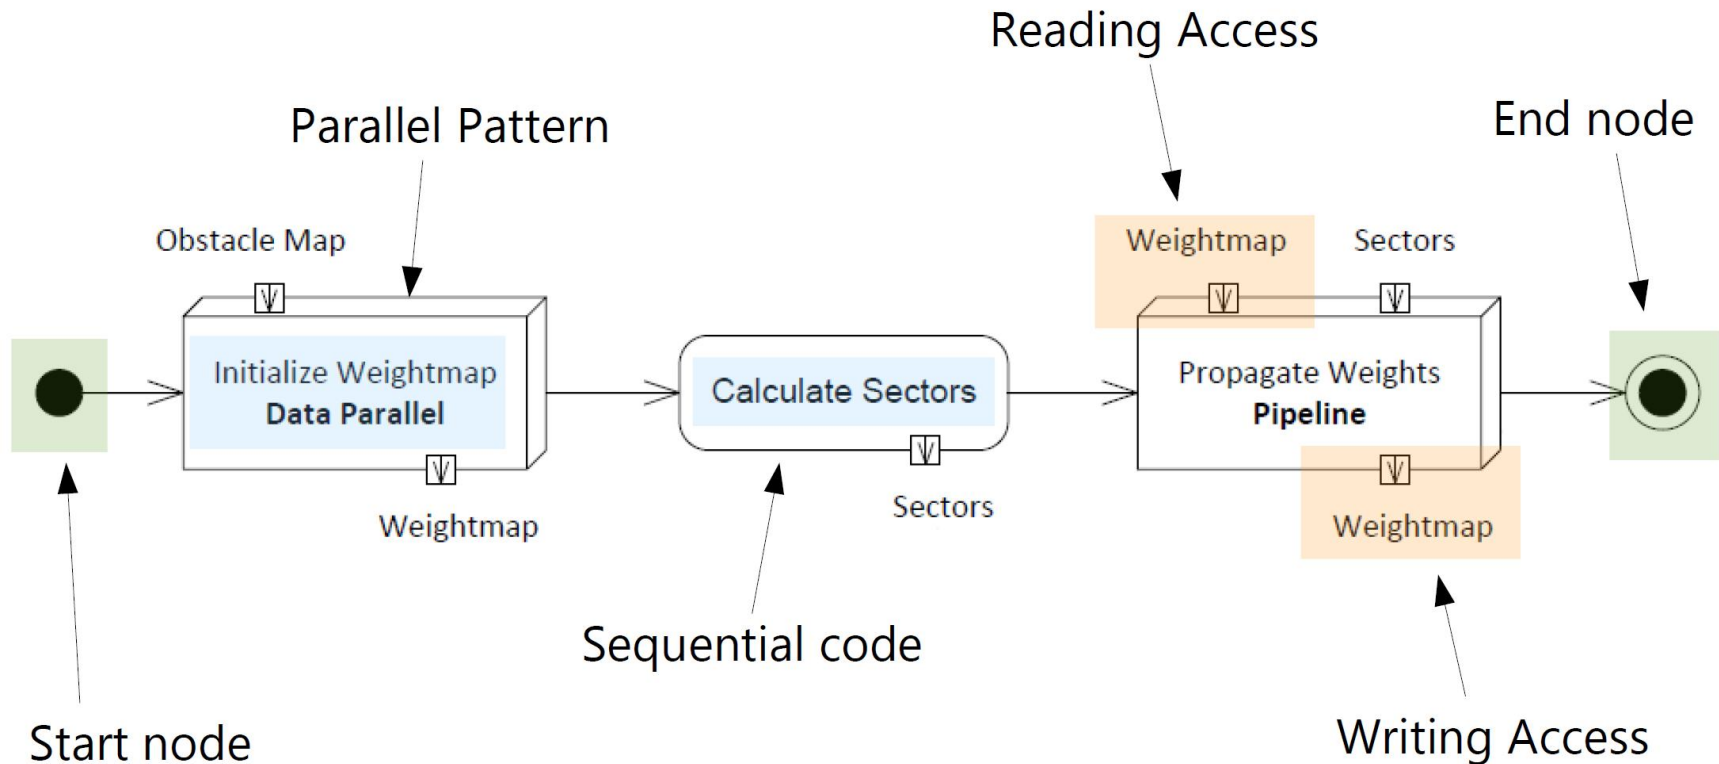 Reading Access
Parallel Pattern
End node
Obstacle Map
Weightmap
Sectors
Initialize Weightmap
Data Parallel
Calculate Sectors
Propagate Weights
Pipeline
Weightmap
Sectors
Weightmap
Sequential code
Start node
Writing Access